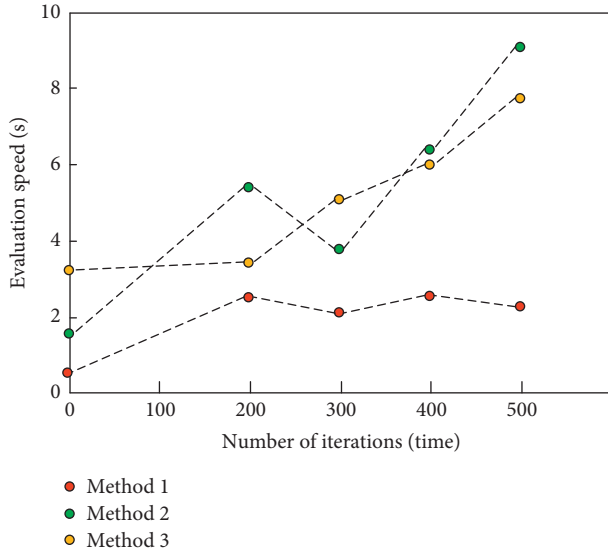 10
8
6
4
2
0
Evaluation speed (s)
0 100 200 300 400 500
Number of iterations (time)
Method 1
Method 2
Method 3